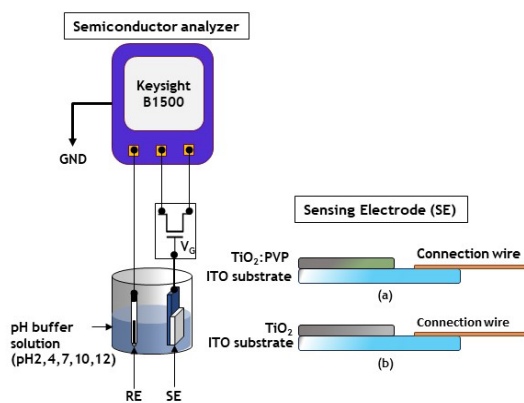 Semiconductor analyzer
Keysight
B1500
GND
V_G
pH buffer
solution
(pH2,4,7,10,12)
RE
SE
Sensing Electrode (SE)
TiO₂:PVP
Connection wire
ITO substrate
(a)
TiO₂
Connection wire
ITO substrate
(b)